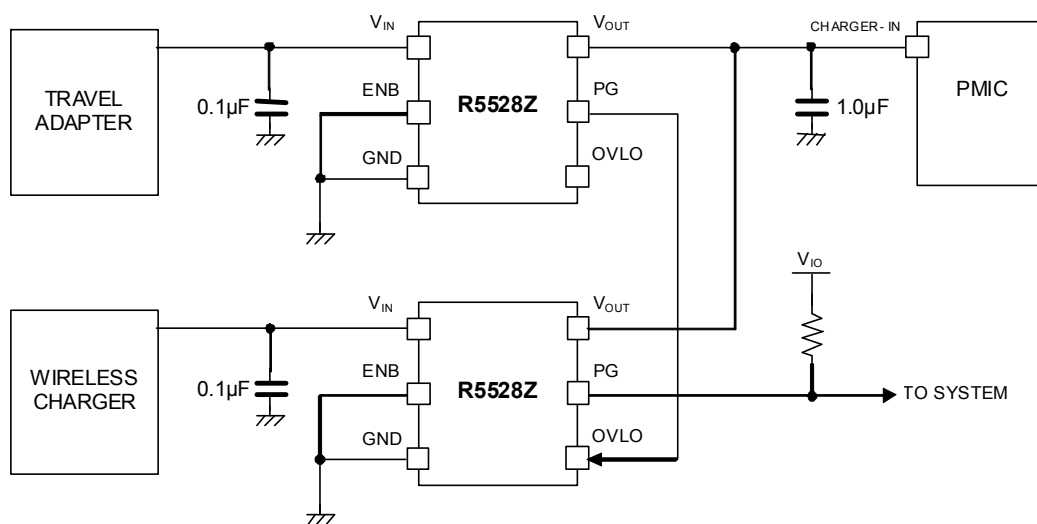 TRAVEL
ADAPTER
0.1µF
VIN
ENB
GND
R5528Z
VOUT
PG
OVLO
CHARGER-IN
1.0µF
PMIC
WIRELESS
CHARGER
0.1µF
VIN
ENB
GND
R5528Z
VOUT
PG
OVLO
VIO
TO SYSTEM